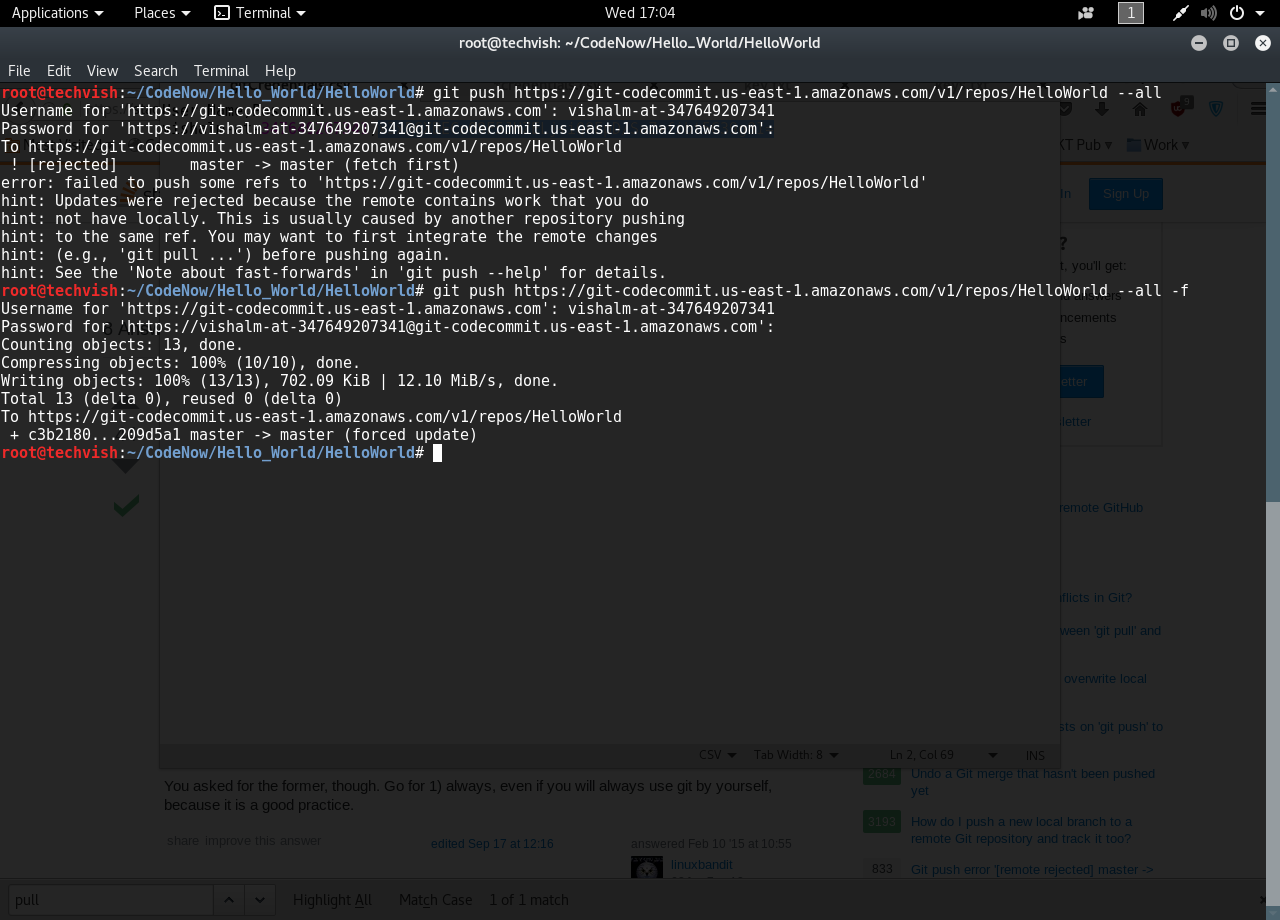 Applications Places Terminal Wed 17:04 1
root@techvish: ~/CodeNow/Hello_World/HelloWorld
File Edit View Search Terminal Help
root@techvish:~/CodeNow/Hello_World/HelloWorld# git push https://git-codecommit.us-east-1.amazonaws.com/v1/repos/HelloWorld --all
Username for 'https://git-codecommit.us-east-1.amazonaws.com': vishalm-at-347649207341
Password for 'https://vishalm-at-347649207341@git-codecommit.us-east-1.amazonaws.com':
To https://git-codecommit.us-east-1.amazonaws.com/v1/repos/HelloWorld
 ! [rejected]        master -> master (fetch first)
error: failed to push some refs to 'https://git-codecommit.us-east-1.amazonaws.com/v1/repos/HelloWorld'
hint: Updates were rejected because the remote contains work that you do
hint: not have locally. This is usually caused by another repository pushing
hint: to the same ref. You may want to first integrate the remote changes
hint: (e.g., 'git pull ...') before pushing again.
hint: See the 'Note about fast-forwards' in 'git push --help' for details.
root@techvish:~/CodeNow/Hello_World/HelloWorld# git push https://git-codecommit.us-east-1.amazonaws.com/v1/repos/HelloWorld --all -f
Username for 'https://git-codecommit.us-east-1.amazonaws.com': vishalm-at-347649207341
Password for 'https://vishalm-at-347649207341@git-codecommit.us-east-1.amazonaws.com':
Counting objects: 13, done.
Compressing objects: 100% (10/10), done.
Writing objects: 100% (13/13), 702.09 KiB | 12.10 MiB/s, done.
Total 13 (delta 0), reused 0 (delta 0)
To https://git-codecommit.us-east-1.amazonaws.com/v1/repos/HelloWorld
 + c3b2180...209d5a1 master -> master (forced update)
root@techvish:~/CodeNow/Hello_World/HelloWorld#
Pub Work
Sign Up
you'll get:
answers
remote GitHub
in Git?
'git pull' and
overwrite local
on 'git push' to
CSV Tab Width: 8 Ln 2, Col 69 INS
You asked for the former, though. Go for 1) always, even if you will always use git by yourself,
because it is a good practice.
share improve this answer
edited Sep 17 at 12:16
answered Feb 10 '15 at 10:55
linuxbandit
2684 Undo a Git merge that hasn't been pushed
yet
3193 How do I push a new local branch to a
remote Git repository and track it too?
833 Git push error '[remote rejected] master ->
pull Highlight All Match Case 1 of 1 match